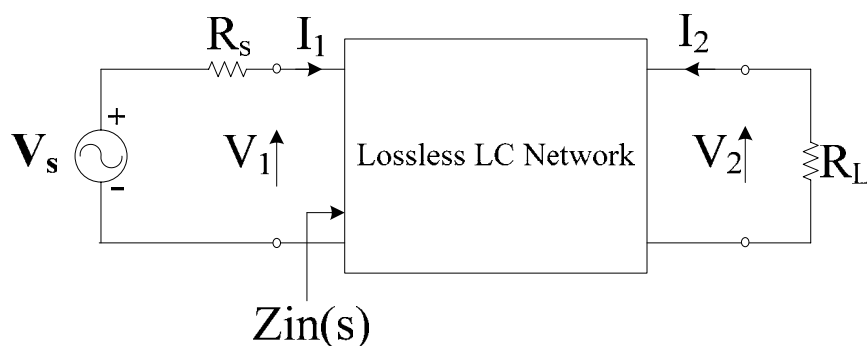 Rs
I1
I2
+
Vs
-
V1
Lossless LC Network
V2
RL
Zin(s)